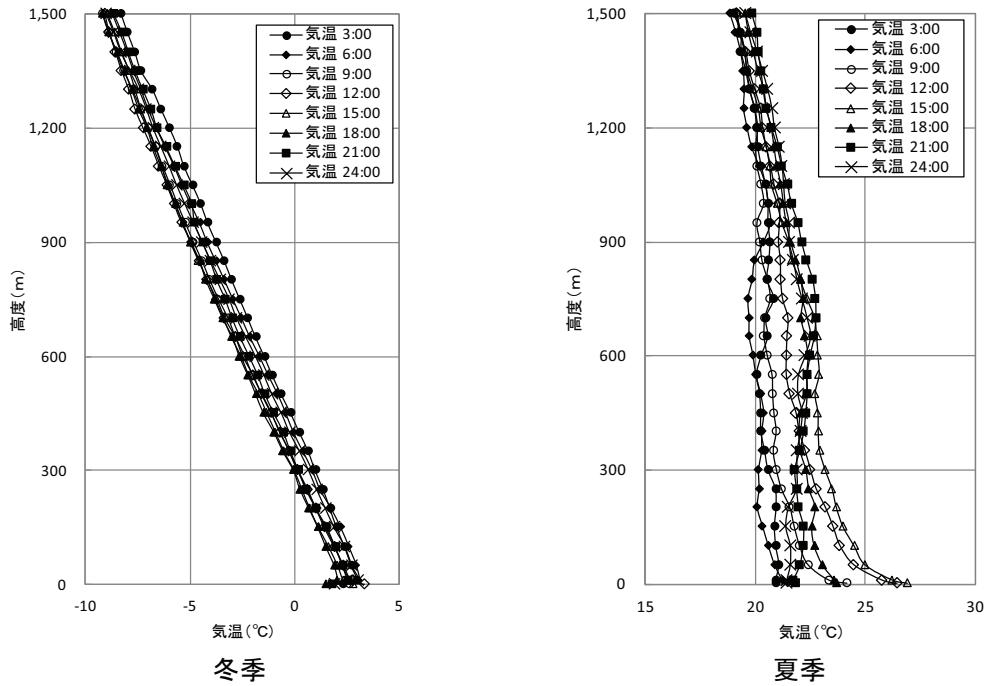 1,500
1,200
900
600
300
0
高度(m)
-10
-5
0
5
気温(℃)
気温 3:00
気温 6:00
気温 9:00
気温 12:00
気温 15:00
気温 18:00
気温 21:00
気温 24:00
冬季
1,500
1,200
900
600
300
0
高度(m)
15
20
25
30
気温(℃)
気温 3:00
気温 6:00
気温 9:00
気温 12:00
気温 15:00
気温 18:00
気温 21:00
気温 24:00
夏季